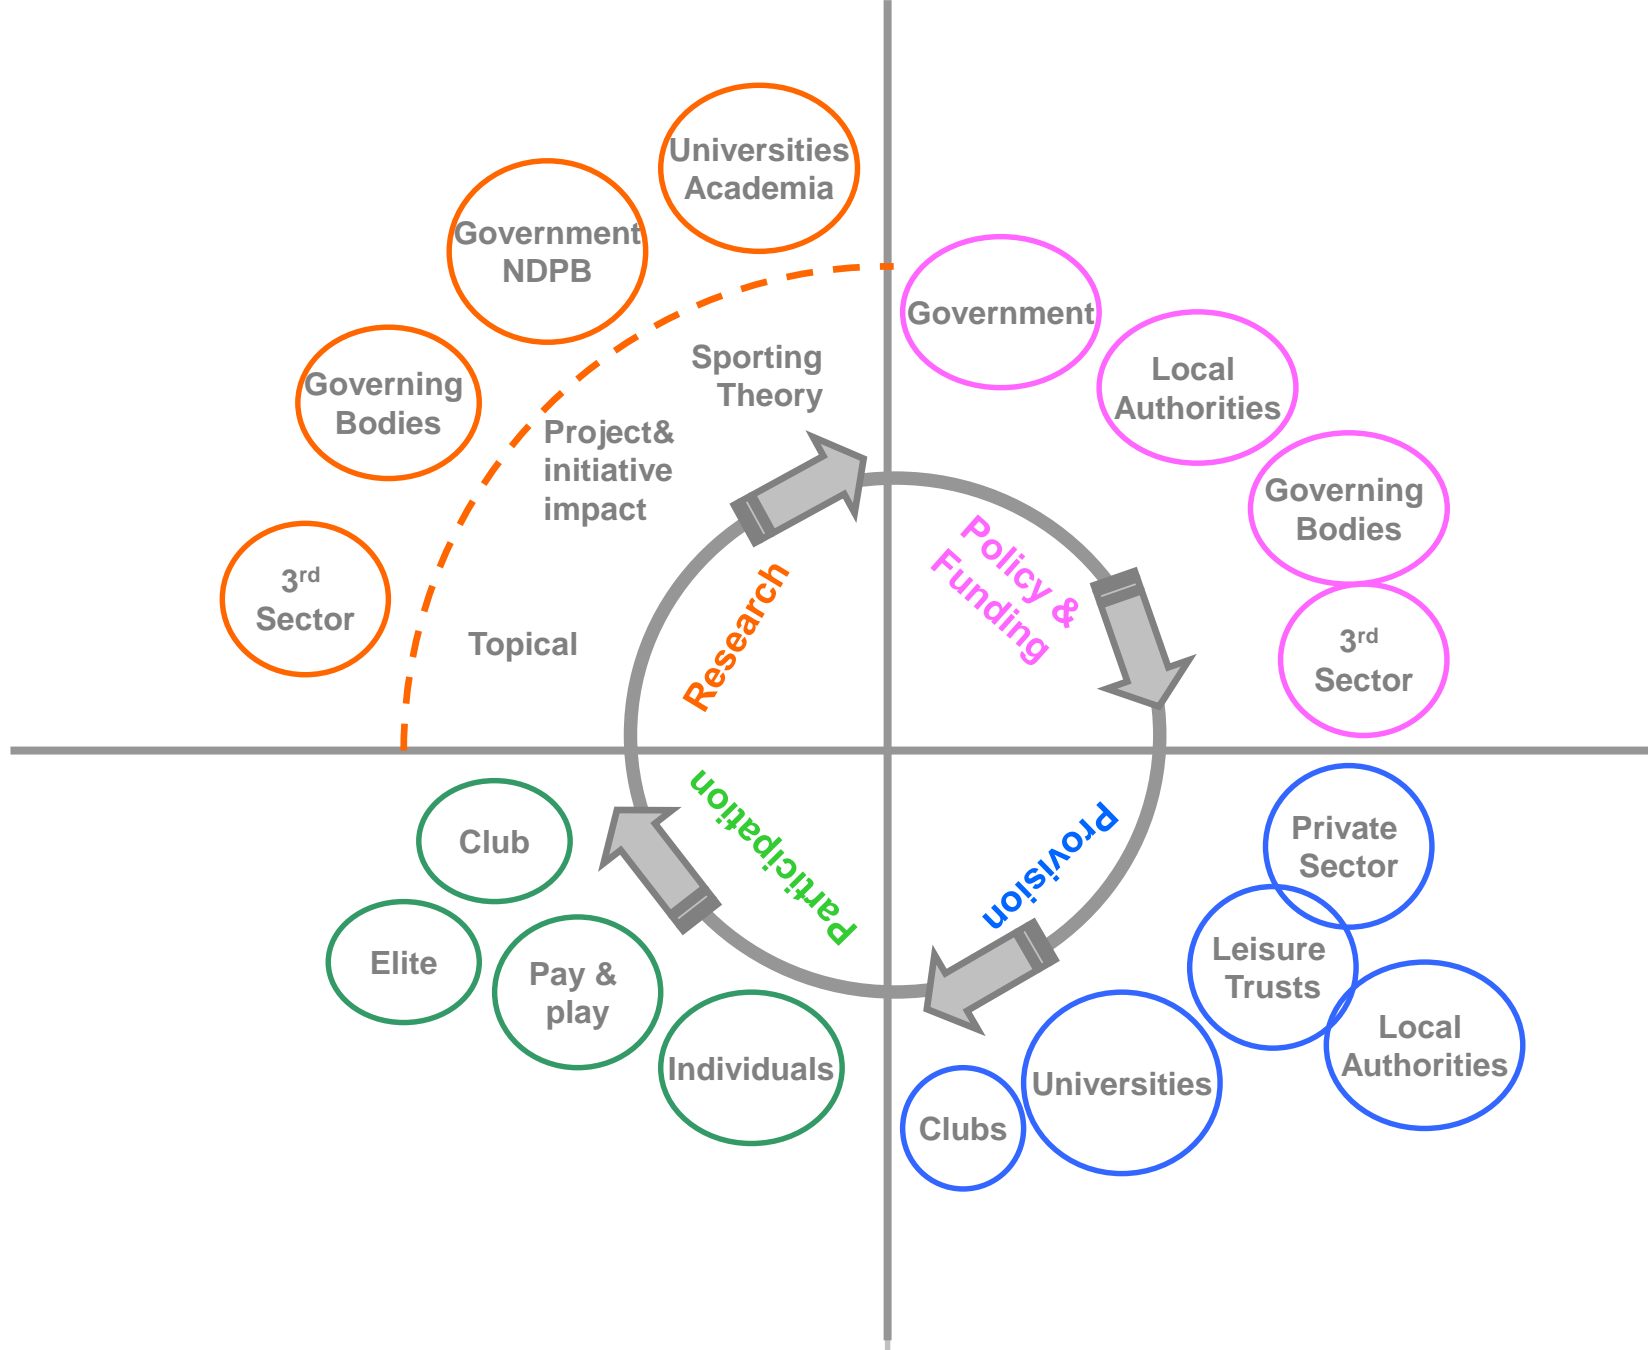 Universities
Academia
Government
NDPB
Governing
Bodies
3rd
Sector
Sporting
Theory
Project&
initiative
impact
Topical
Research
Government
Local
Authorities
Governing
Bodies
3rd
Sector
Policy &
Funding
Private
Sector
Leisure
Trusts
Local
Authorities
Universities
Clubs
Provision
Participation
Club
Elite
Pay &
play
Individuals